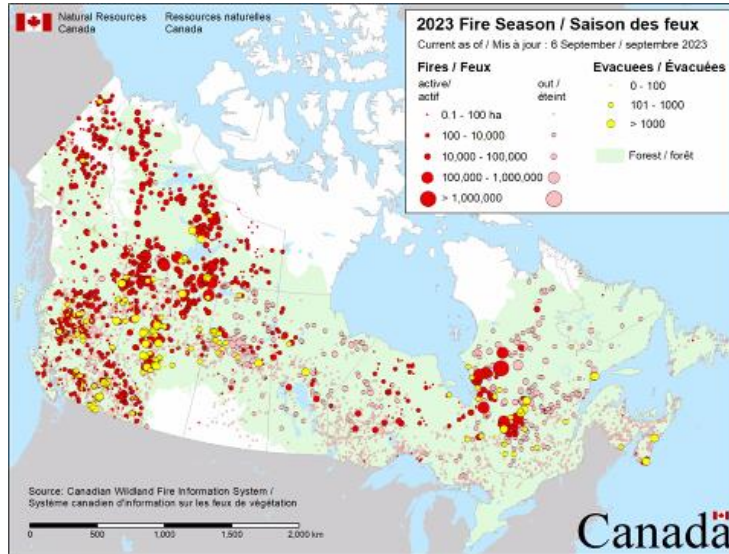 Natural Resources Canada
Ressources naturelles Canada
2023 Fire Season / Saison des feux
Current as of / Mis à jour : 6 September / septembre 2023
Fires / Feux
Evacuees / Évacuées
active/ actif
out / éteint
0.1 - 100 ha
100 - 10,000
10,000 - 100,000
100,000 - 1,000,000
> 1,000,000
0 - 100
101 - 1000
> 1000
Forest / forêt
Source: Canadian Wildland Fire Information System /
Système canadien d'information sur les feux de végétation
0 500 1,000 1,500 2,000 km
Canada